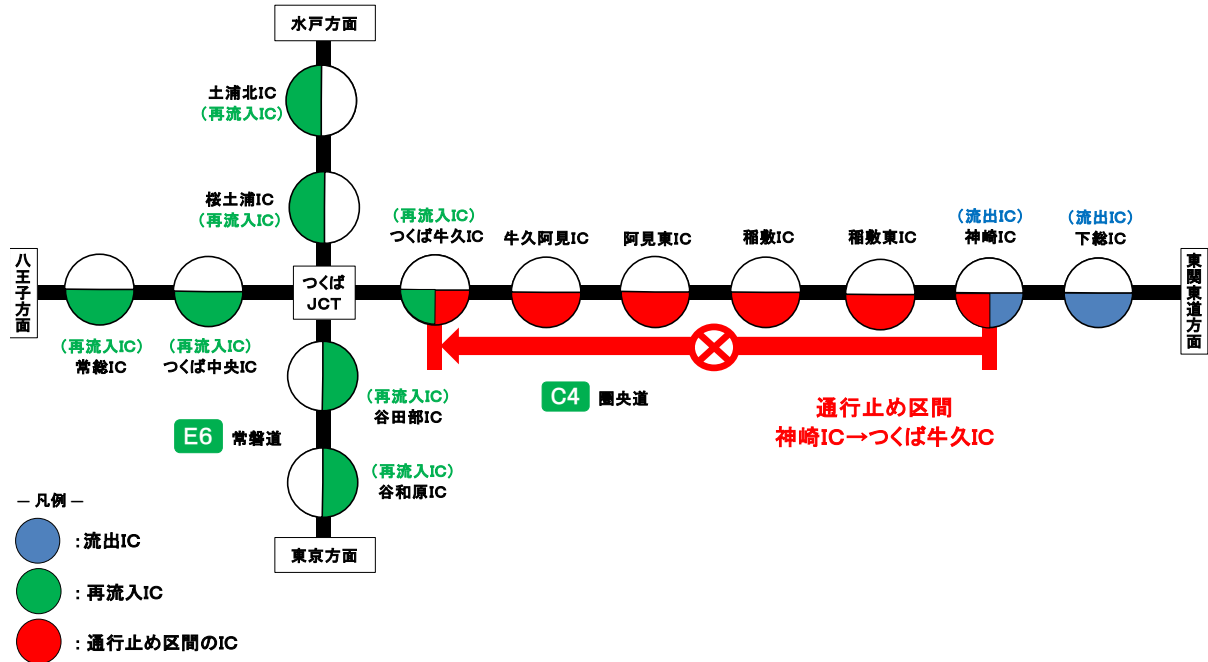 水戸方面
土浦北IC
(再流入IC)
桜土浦IC
(再流入IC)
八王子方面
(再流入IC)
常総IC
(再流入IC)
つくば中央IC
つくば
JCT
(再流入IC)
つくば牛久IC
牛久阿見IC
阿見東IC
稲敷IC
稲敷東IC
(流出IC)
神崎IC
(流出IC)
下総IC
東関東道方面
(再流入IC)
谷田部IC
E6 常磐道
(再流入IC)
谷和原IC
東京方面
C4 圏央道
通行止め区間
神崎IC→つくば牛久IC
― 凡例 ―
:流出IC
:再流入IC
:通行止め区間のIC